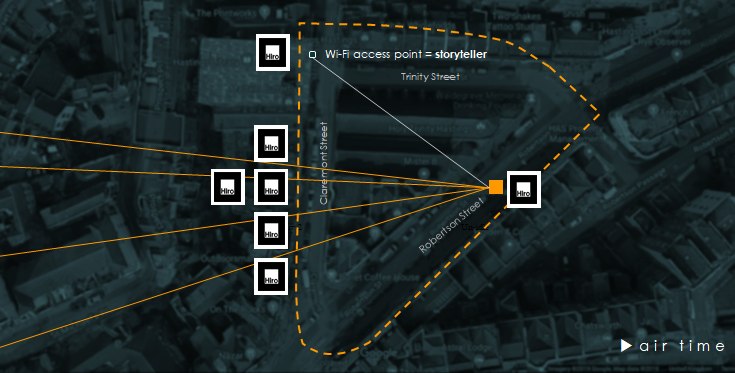 Wi-Fi access point = storyteller
Trinity Street
Claremont Street
Robertson Street
Hiro
Hiro
Hiro
Hiro
Hiro
Hiro
Hiro
air time